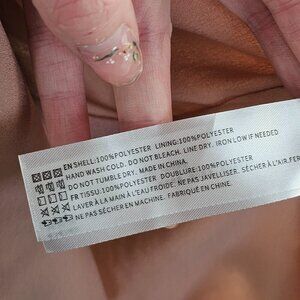 EN SHELL:100%POLYESTER LINING:100%POLYESTER
HAND WASH COLD. DO NOT BLEACH. LINE DRY. IRON LOW IF NEEDED
DO NOT TUMBLE DRY. MADE IN CHINA.
FR TISSU:100%POLYESTER DOUBLURE:100%POLYESTER
LAVER À LA MAIN À L'EAU FROIDE. NE PAS JAVELLISER. SÉCHER À L'AIR.FER
NE PAS SÉCHER EN MACHINE. FABRIQUÉ EN CHINE.